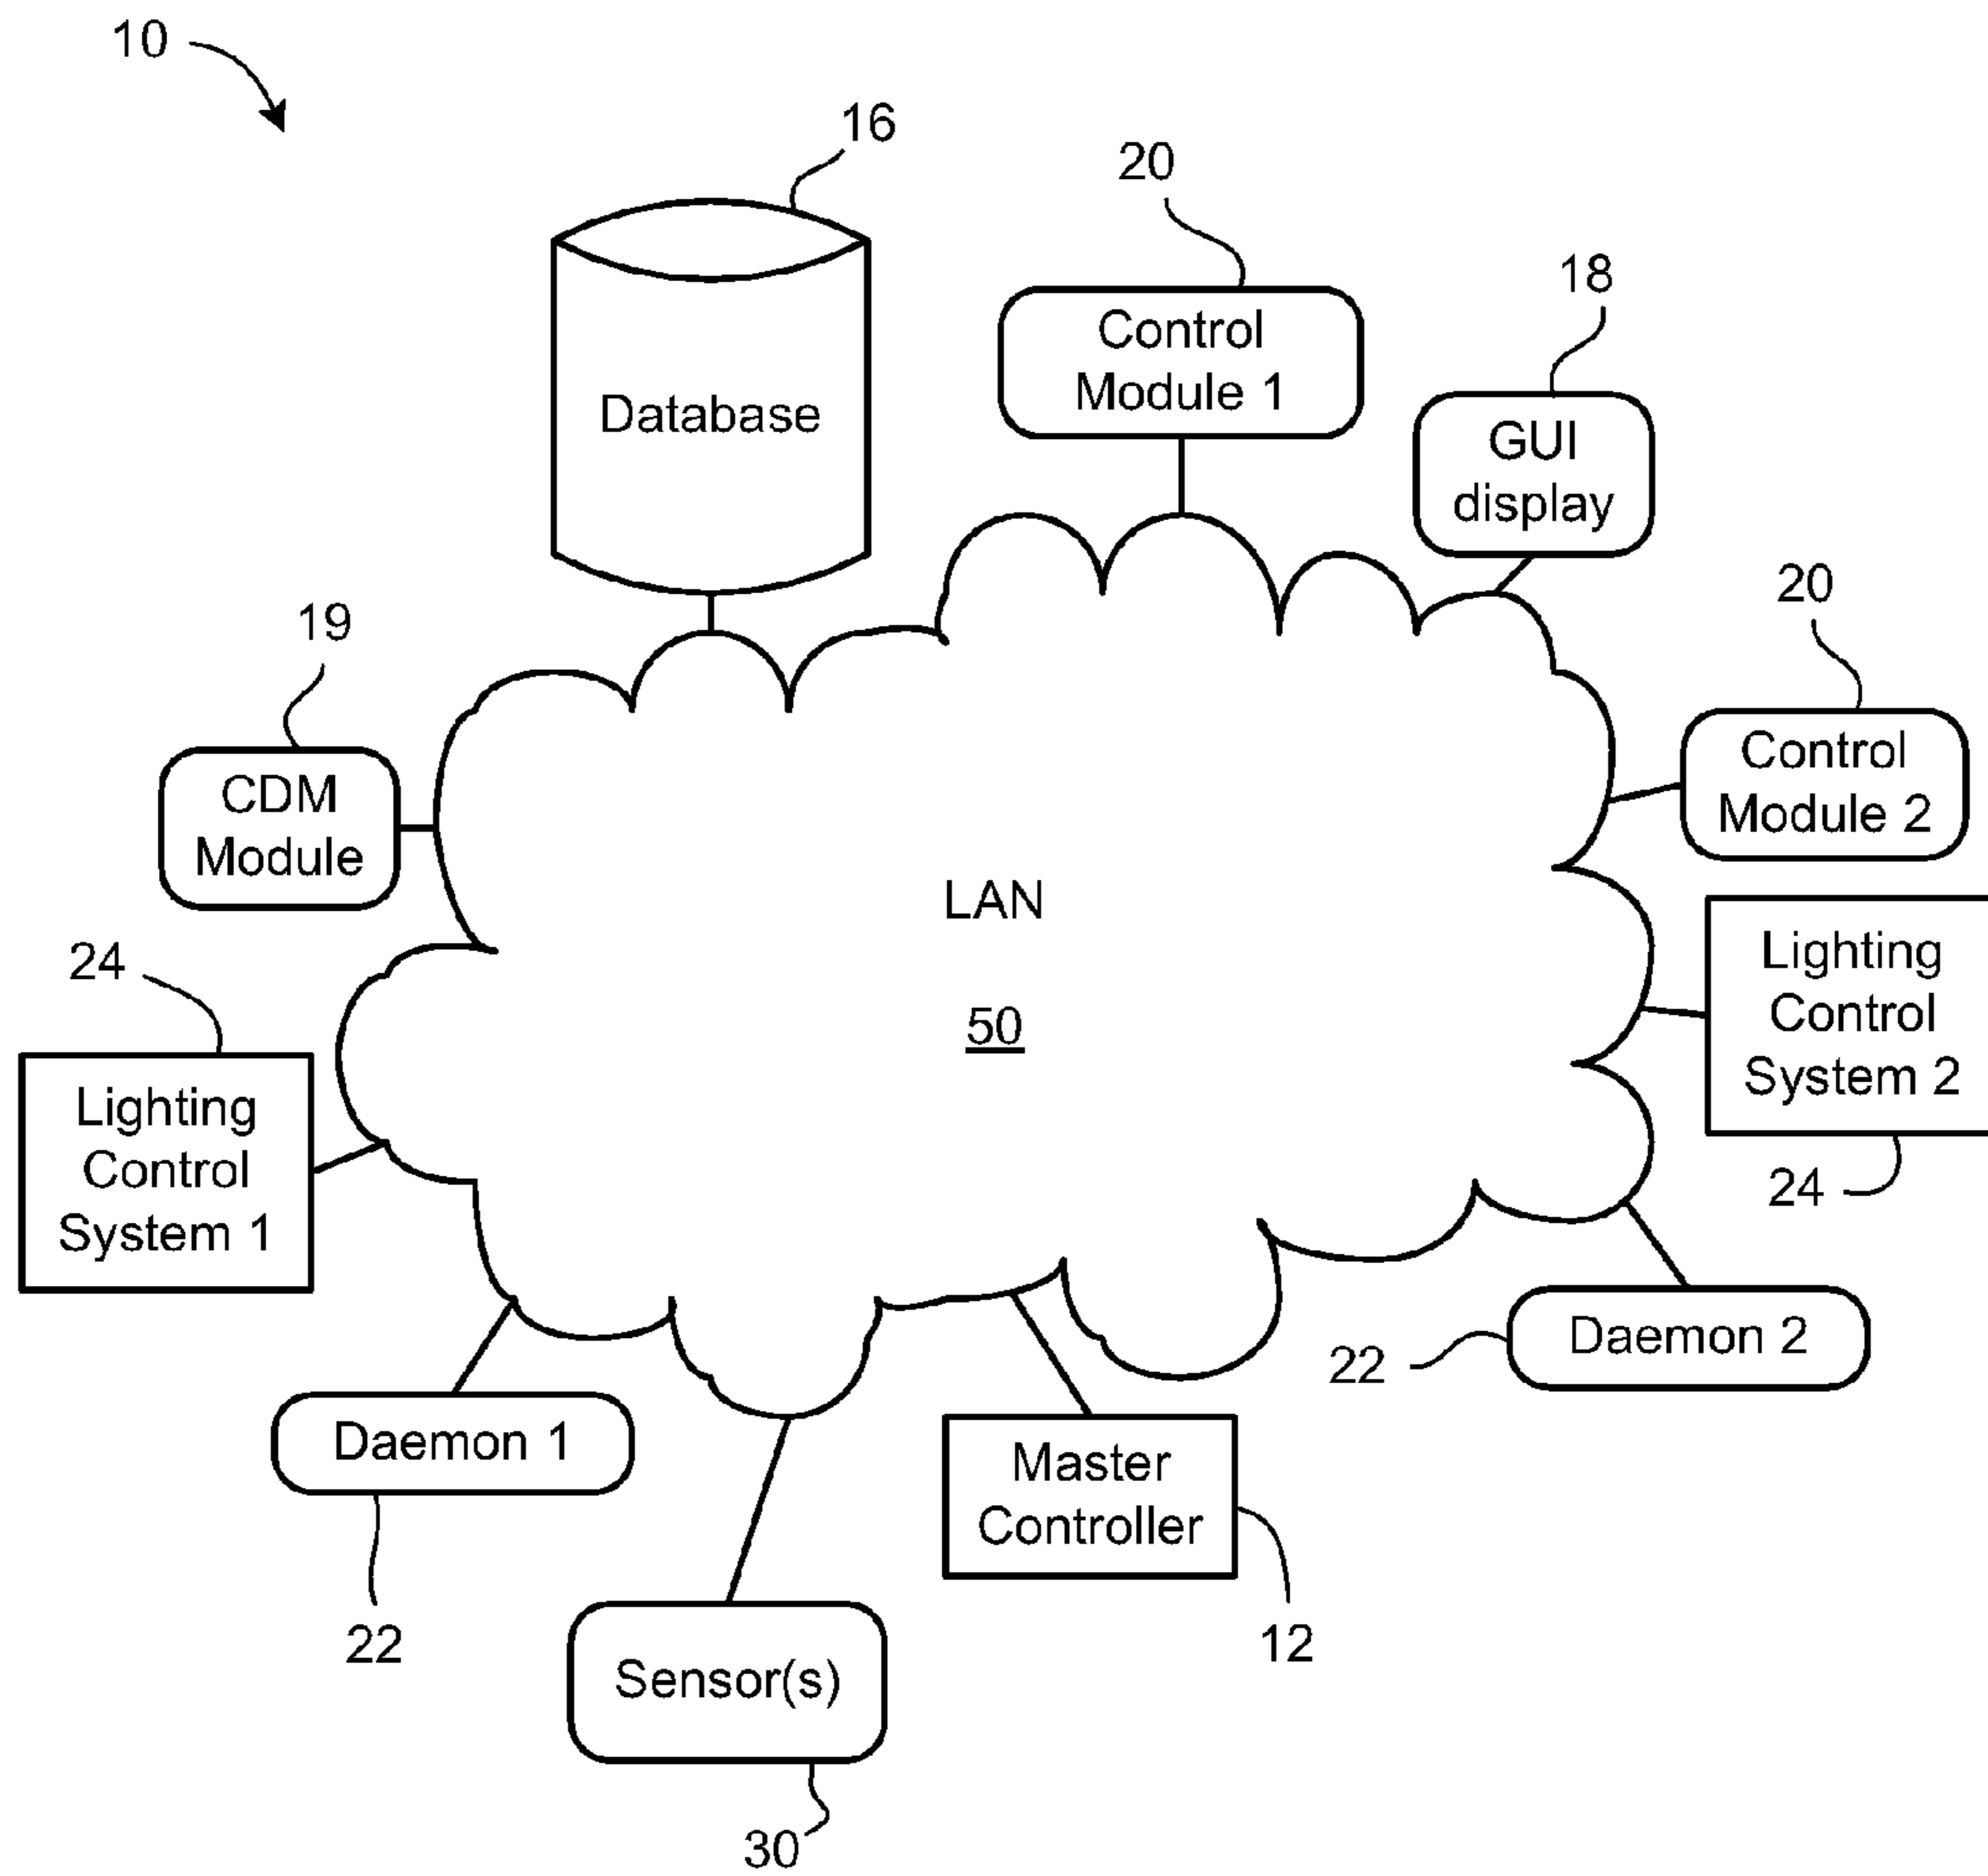 10
16
20
Control
Module 1
18
GUI
display
Database
20
Control
Module 2
19
CDM
Module
LAN
50
24
Lighting
Control
System 1
Lighting
Control
System 2
24
Daemon 2
22
Daemon 1
22
Master
Controller
12
Sensor(s)
30